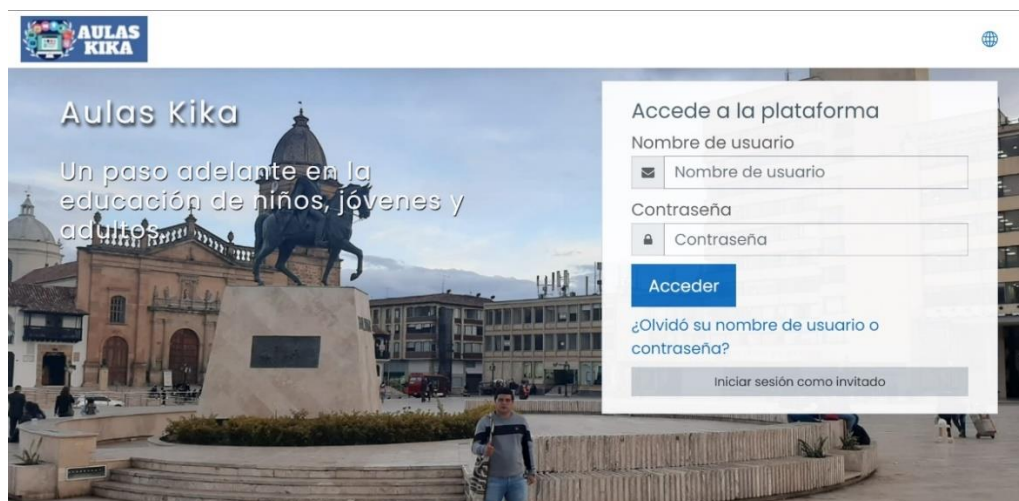 AULAS
KIKA
Aulas Kika
Un paso adelante en la
educación de niños, jóvenes y
adultos
Accede a la plataforma
Nombre de usuario
Nombre de usuario
Contraseña
Contraseña
Acceder
¿Olvidó su nombre de usuario o
contraseña?
Iniciar sesión como invitado